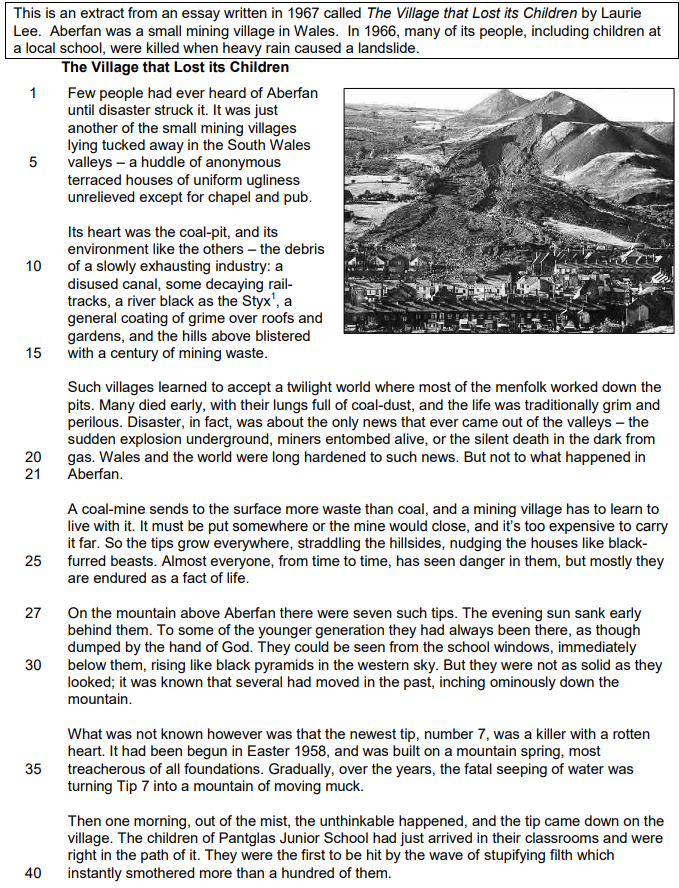 This is an extract from an essay written in 1967 called The Village that Lost its Children by Laurie
Lee. Aberfan was a small mining village in Wales. In 1966, many of its people, including children at
a local school, were killed when heavy rain caused a landslide.
The Village that Lost its Children
1 Few people had ever heard of Aberfan
until disaster struck it. It was just
another of the small mining villages
lying tucked away in the South Wales
5 valleys – a huddle of anonymous
terraced houses of uniform ugliness
unrelieved except for chapel and pub.
Its heart was the coal-pit, and its
environment like the others – the debris
10 of a slowly exhausting industry: a
disused canal, some decaying rail-
tracks, a river black as the Styx¹, a
general coating of grime over roofs and
gardens, and the hills above blistered
15 with a century of mining waste.
Such villages learned to accept a twilight world where most of the menfolk worked down the
pits. Many died early, with their lungs full of coal-dust, and the life was traditionally grim and
perilous. Disaster, in fact, was about the only news that ever came out of the valleys – the
sudden explosion underground, miners entombed alive, or the silent death in the dark from
20 gas. Wales and the world were long hardened to such news. But not to what happened in
21 Aberfan.
A coal-mine sends to the surface more waste than coal, and a mining village has to learn to
live with it. It must be put somewhere or the mine would close, and it's too expensive to carry
it far. So the tips grow everywhere, straddling the hillsides, nudging the houses like black-
25 furred beasts. Almost everyone, from time to time, has seen danger in them, but mostly they
are endured as a fact of life.
27 On the mountain above Aberfan there were seven such tips. The evening sun sank early
behind them. To some of the younger generation they had always been there, as though
dumped by the hand of God. They could be seen from the school windows, immediately
30 below them, rising like black pyramids in the western sky. But they were not as solid as they
looked; it was known that several had moved in the past, inching ominously down the
mountain.
What was not known however was that the newest tip, number 7, was a killer with a rotten
heart. It had been begun in Easter 1958, and was built on a mountain spring, most
35 treacherous of all foundations. Gradually, over the years, the fatal seeping of water was
turning Tip 7 into a mountain of moving muck.
Then one morning, out of the mist, the unthinkable happened, and the tip came down on the
village. The children of Pantglas Junior School had just arrived in their classrooms and were
right in the path of it. They were the first to be hit by the wave of stupifying filth which
40 instantly smothered more than a hundred of them.